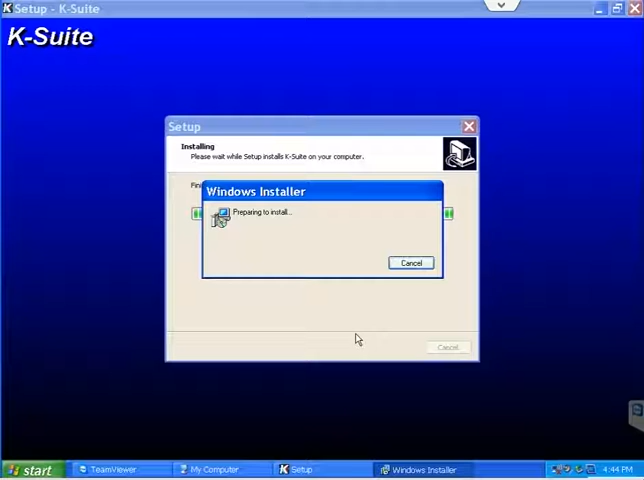 Setup - K-Suite
K-Suite
Setup
Installing
Please wait while Setup installs K-Suite on your computer.
Windows Installer
Preparing to install...
Cancel
Cancel
start
TeamViewer
My Computer
Setup
Windows Installer
4:44 PM